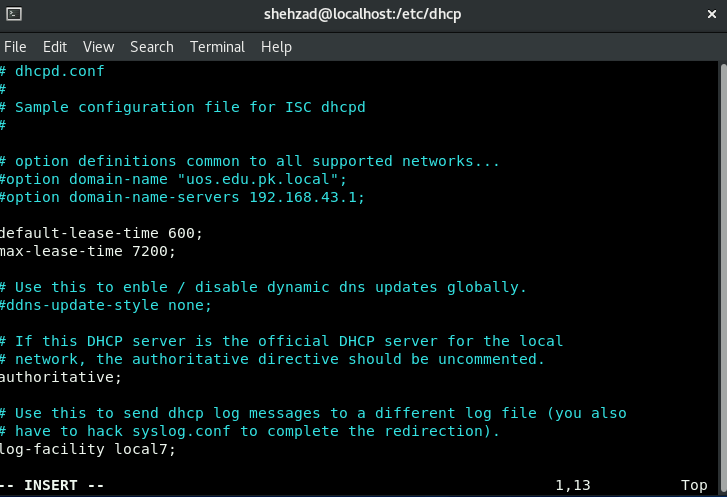 shehzad@localhost:/etc/dhcp
File Edit View Search Terminal Help
# dhcpd.conf
#
# Sample configuration file for ISC dhcpd
#
# option definitions common to all supported networks...
#option domain-name "uos.edu.pk.local";
#option domain-name-servers 192.168.43.1;
default-lease-time 600;
max-lease-time 7200;
# Use this to enble / disable dynamic dns updates globally.
#ddns-update-style none;
# If this DHCP server is the official DHCP server for the local
# network, the authoritative directive should be uncommented.
authoritative;
# Use this to send dhcp log messages to a different log file (you also
# have to hack syslog.conf to complete the redirection).
log-facility local7;
-- INSERT -- 1,13 Top